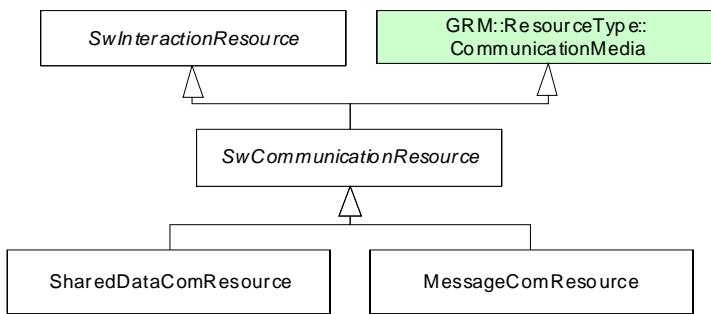 SwInteractionResource
GRM::ResourceType::
CommunicationMedia
SwCommunicationResource
SharedDataComResource
MessageComResource